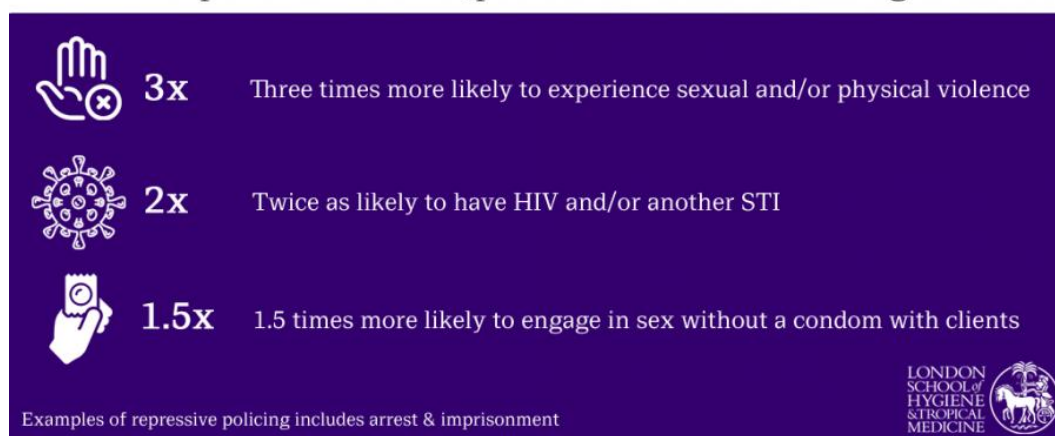 3x
Three times more likely to experience sexual and/or physical violence
2x
Twice as likely to have HIV and/or another STI
1.5x
1.5 times more likely to engage in sex without a condom with clients
Examples of repressive policing includes arrest & imprisonment
LONDON
SCHOOL of
HYGIENE
& TROPICAL
MEDICINE